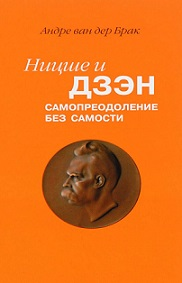 Андре ван дер Брак
Ницше и
ДЗЭН
САМОПРЕОДОЛЕНИЕ
БЕЗ САМОСТИ